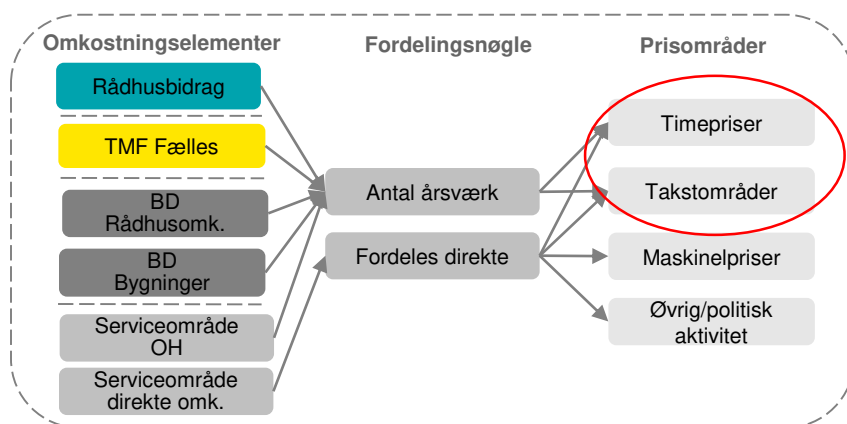 Omkostningselementer
Fordelingsnøgle
Prisområder
Rådhusbidrag
TMF Fælles
BD
Rådhusomk.
BD
Bygninger
Serviceområde
OH
Serviceområde
direkte omk.
Antal årsværk
Fordeles direkte
Timepriser
Takstområder
Maskinelpriser
Øvrig/politisk
aktivitet